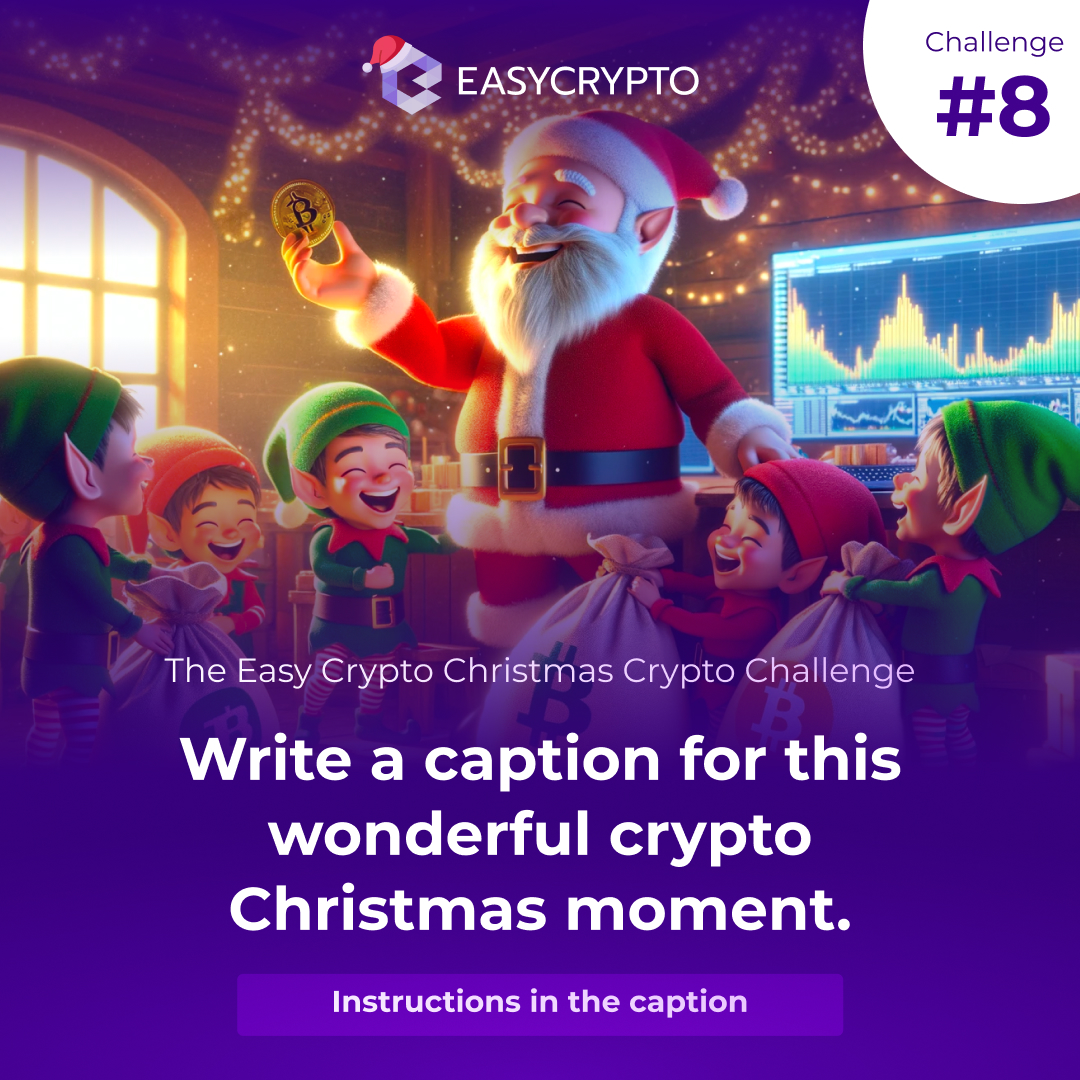 EASYCRYPTO
Challenge
#8
The Easy Crypto Christmas Crypto Challenge
Write a caption for this
wonderful crypto
Christmas moment.
Instructions in the caption